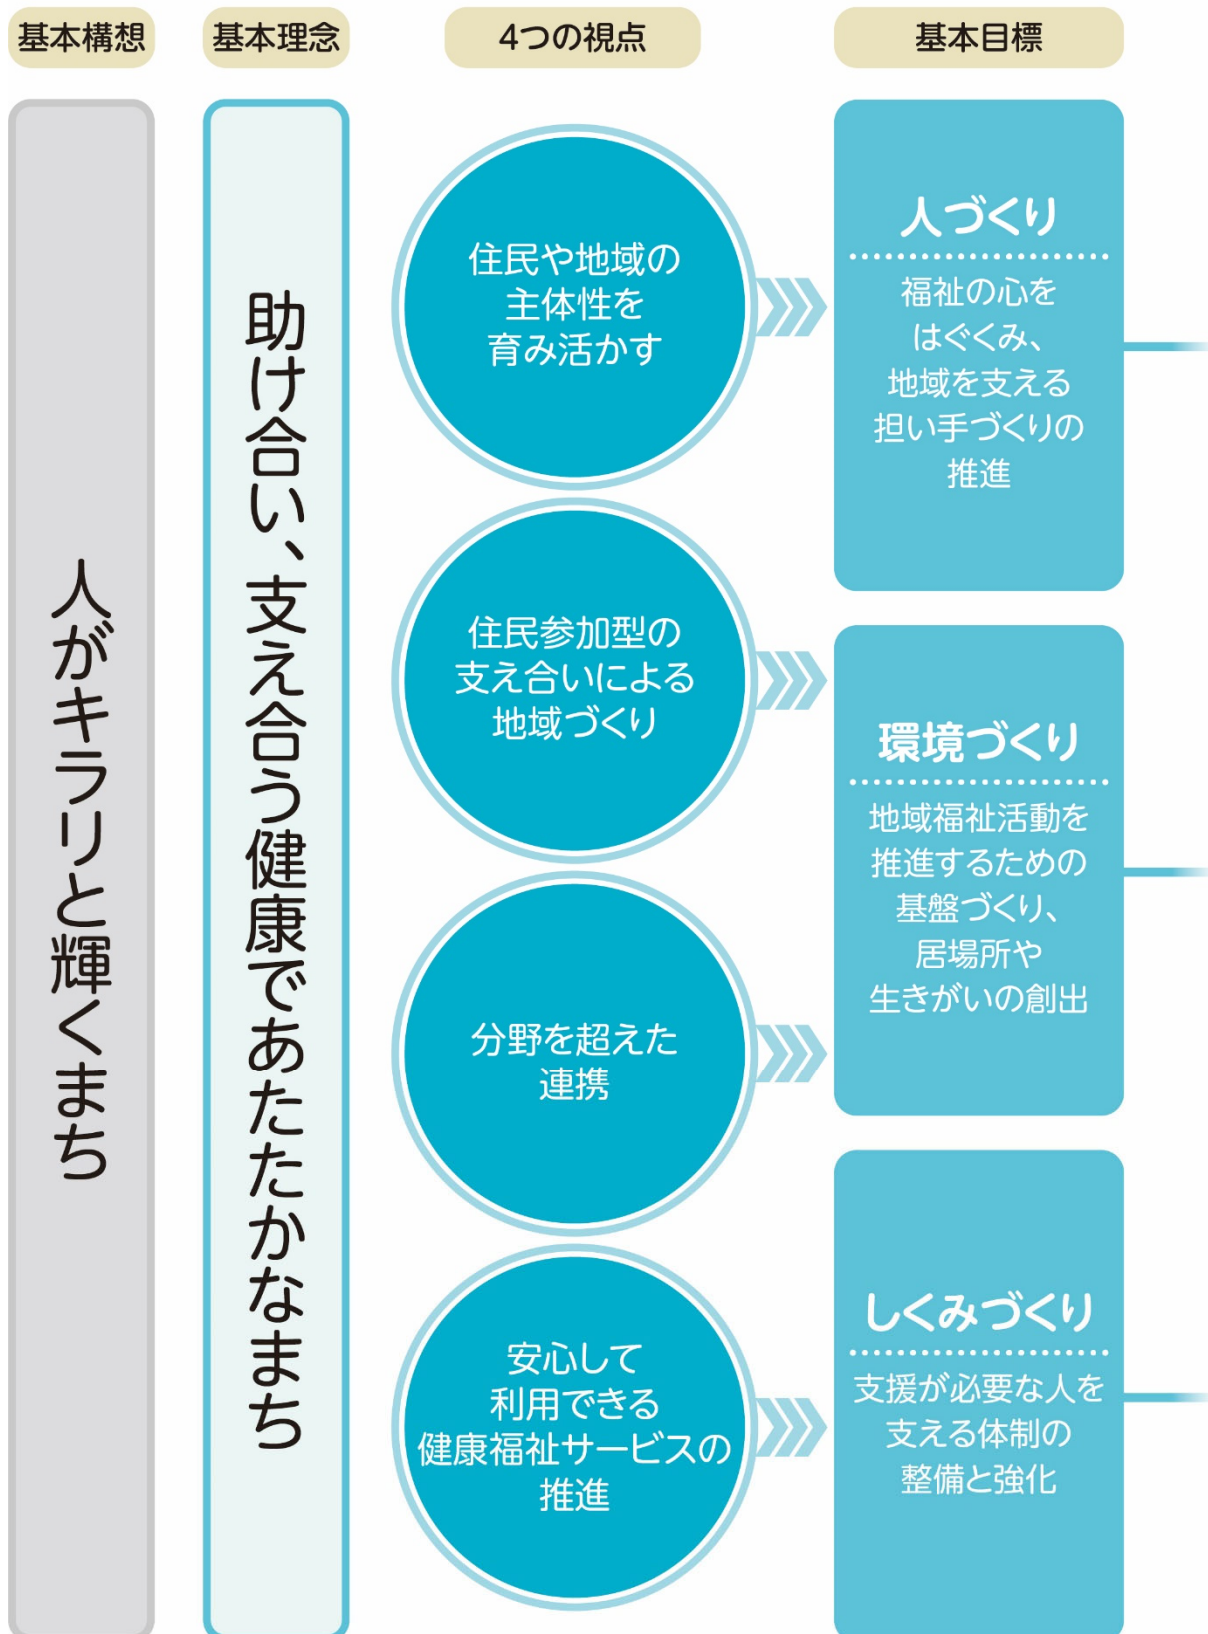 基本構想
基本理念
4つの視点
基本目標
人がキラリと輝くまち
助け合い、支え合う健康であたたかなまち
住民や地域の
主体性を
育み活かす
住民参加型の
支え合いによる
地域づくり
分野を超えた
連携
安心して
利用できる
健康福祉サービスの
推進
人づくり
福祉の心を
はぐくみ、
地域を支える
担い手づくりの
推進
環境づくり
地域福祉活動を
推進するための
基盤づくり、
居場所や
生きがいの創出
しくみづくり
支援が必要な人を
支える体制の
整備と強化